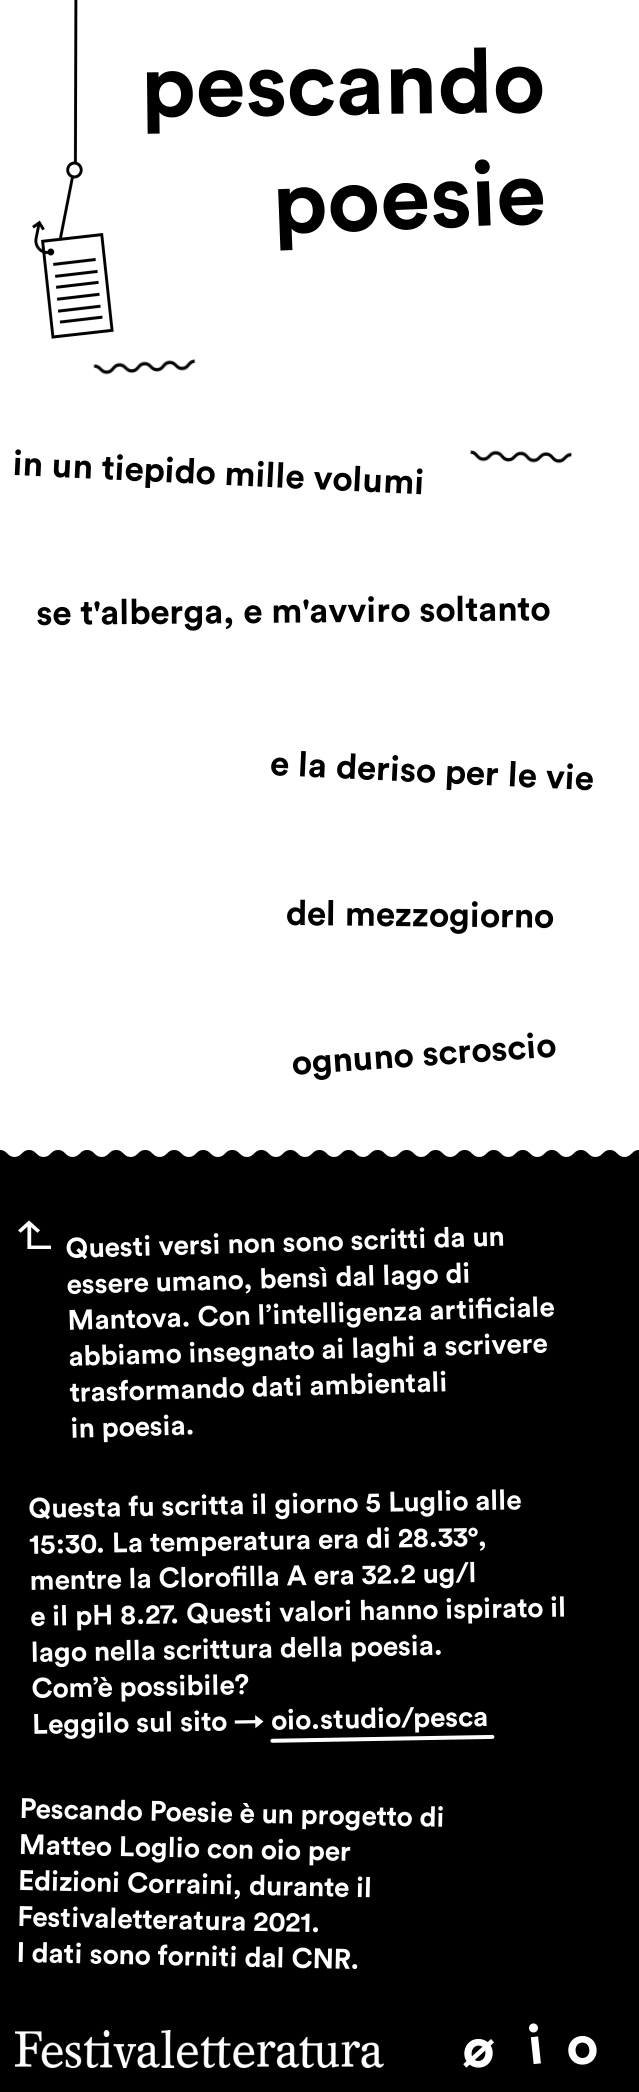 pescando
poesie
in un tiepido mille volumi
se t'alberga, e m'avviro soltanto
e la deriso per le vie
del mezzogiorno
ognuno scroscio
Questi versi non sono scritti da un
essere umano, bensì dal lago di
Mantova. Con l’intelligenza artificiale
abbiamo insegnato ai laghi a scrivere
trasformando dati ambientali
in poesia.
Questa fu scritta il giorno 5 Luglio alle
15:30. La temperatura era di 28.33°,
mentre la Clorofilla A era 32.2 ug/l
e il pH 8.27. Questi valori hanno ispirato il
lago nella scrittura della poesia.
Com’è possibile?
Leggilo sul sito → oio.studio/pesca
Pescando Poesie è un progetto di
Matteo Loglio con oio per
Edizioni Corraini, durante il
Festivaletteratura 2021.
I dati sono forniti dal CNR.
Festivaletteratura ø i o